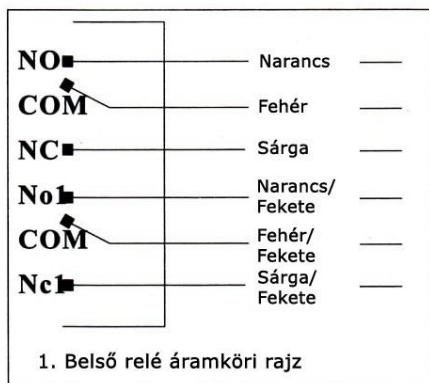 NO Narancs
COM Fehér
NC Sárga
No1 Narancs/
Fekete
COM Fehér/
Fekete
Nc1 Sárga/
Fekete
1. Belső relé áramköri rajz